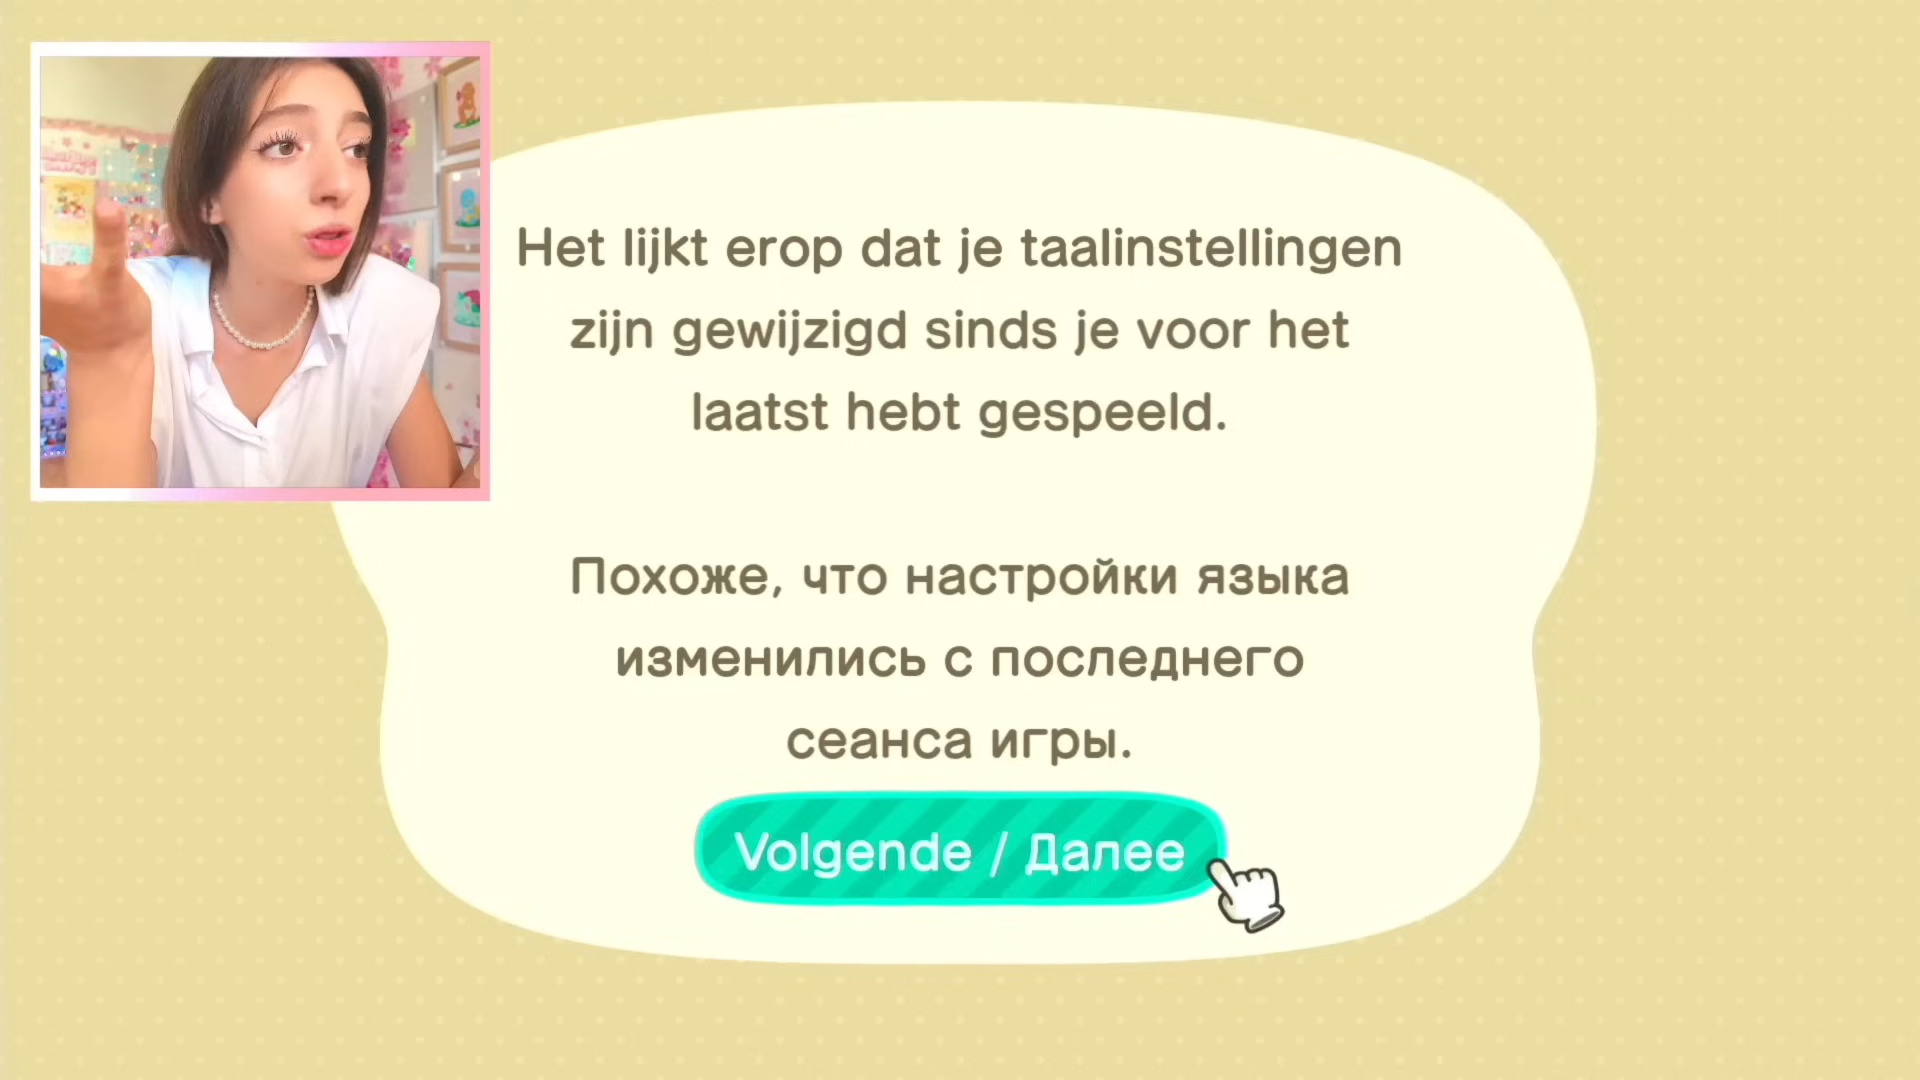 Het lijkt erop dat je taalinstellingen
zijn gewijzigd sinds je voor het
laatst hebt gespeeld.
Похоже, что настройки языка
изменились с последнего
сеанса игры.
Volgende / Далее